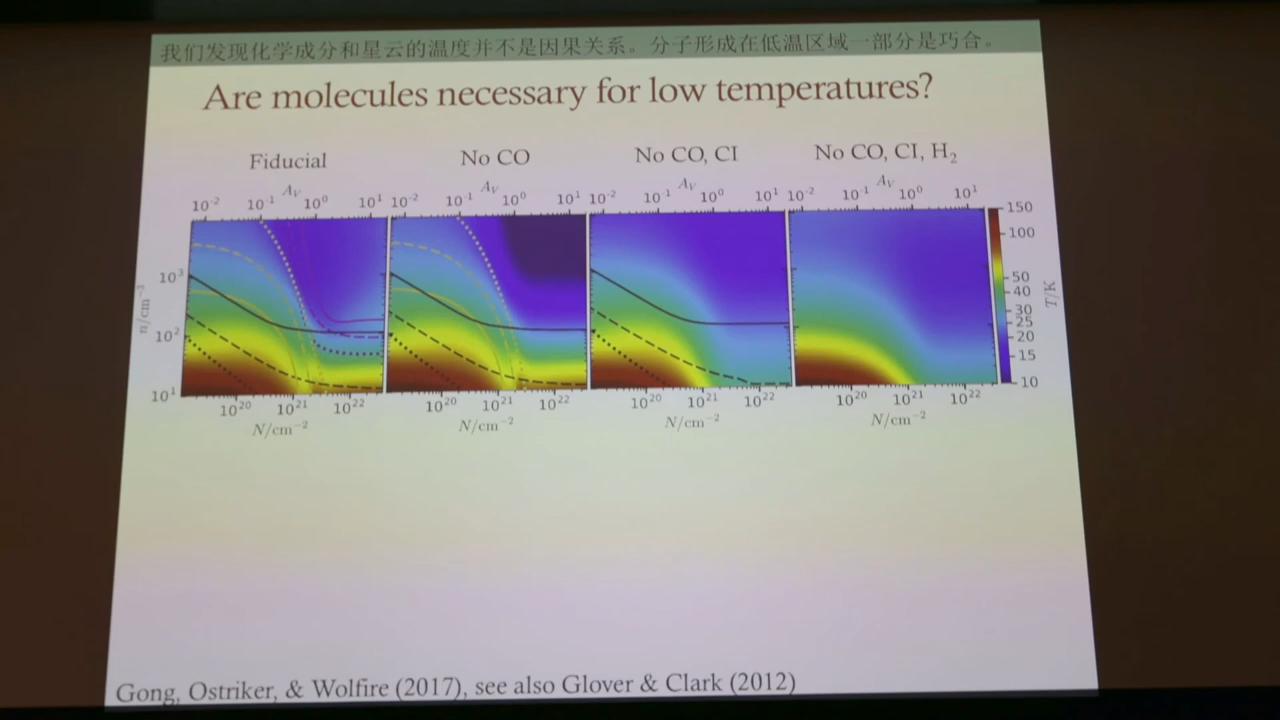 我们发现化学成分和星云的温度并不是因果关系。分子形成在低温区域一部分是巧合。
Are molecules necessary for low temperatures?
Fiducial No CO No CO, CI No CO, CI, H₂
A_V A_V A_V A_V
10⁻² 10⁻¹ 10⁰ 10¹ 10⁻² 10⁻¹ 10⁰ 10¹ 10⁻² 10⁻¹ 10⁰ 10¹ 10⁻² 10⁻¹ 10⁰ 10¹
150
100
50
40
30
25
20
15
10
T/K
10³
10²
10¹
n/cm⁻³
10²⁰ 10²¹ 10²² 10²⁰ 10²¹ 10²² 10²⁰ 10²¹ 10²² 10²⁰ 10²¹ 10²²
N/cm⁻² N/cm⁻² N/cm⁻² N/cm⁻²
Gong, Ostriker, & Wolfire (2017), see also Glover & Clark (2012)